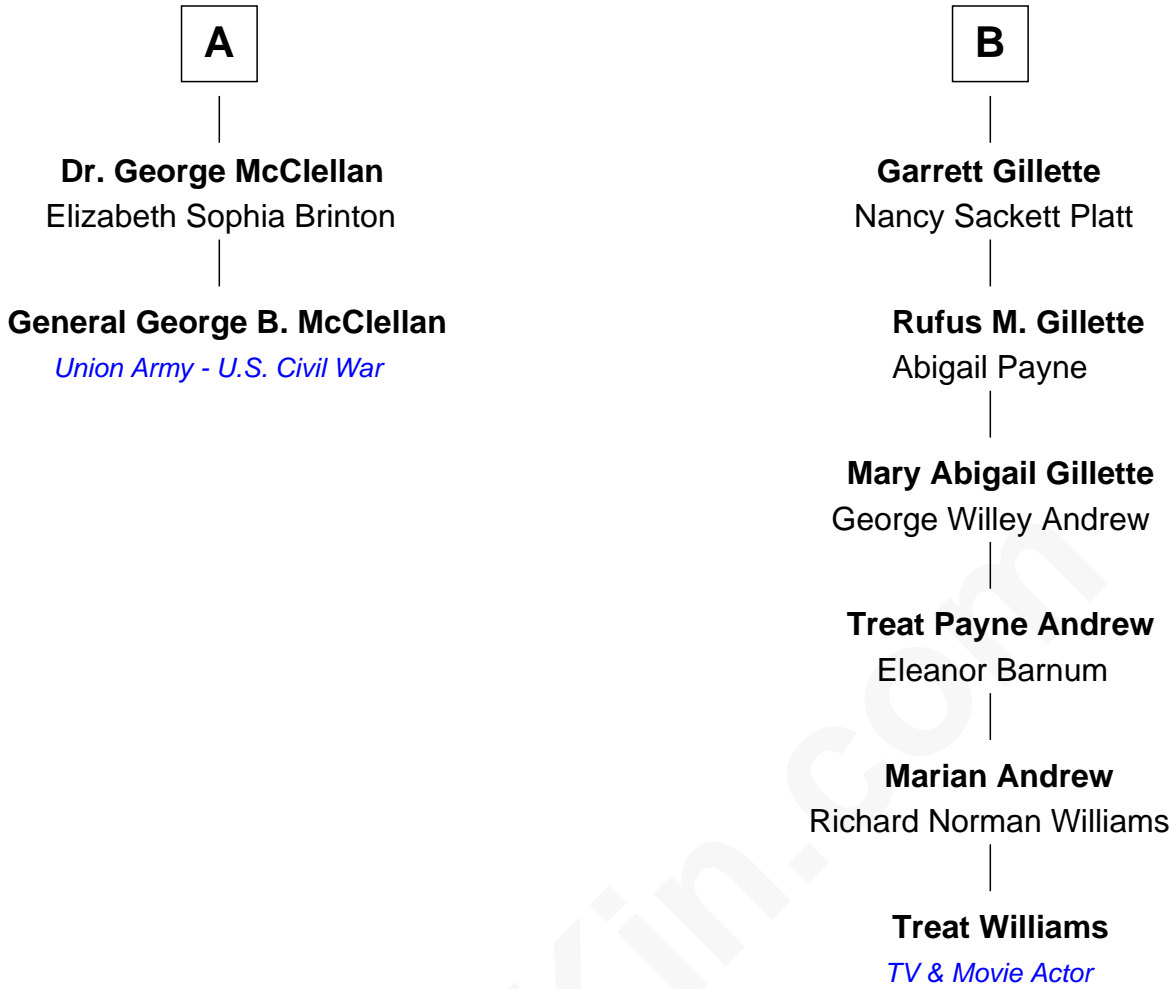 A
Dr. George McClellan
Elizabeth Sophia Brinton
General George B. McClellan
Union Army - U.S. Civil War
B
Garrett Gillette
Nancy Sackett Platt
Rufus M. Gillette
Abigail Payne
Mary Abigail Gillette
George Willey Andrew
Treat Payne Andrew
Eleanor Barnum
Marian Andrew
Richard Norman Williams
Treat Williams
TV & Movie Actor
Kin.com